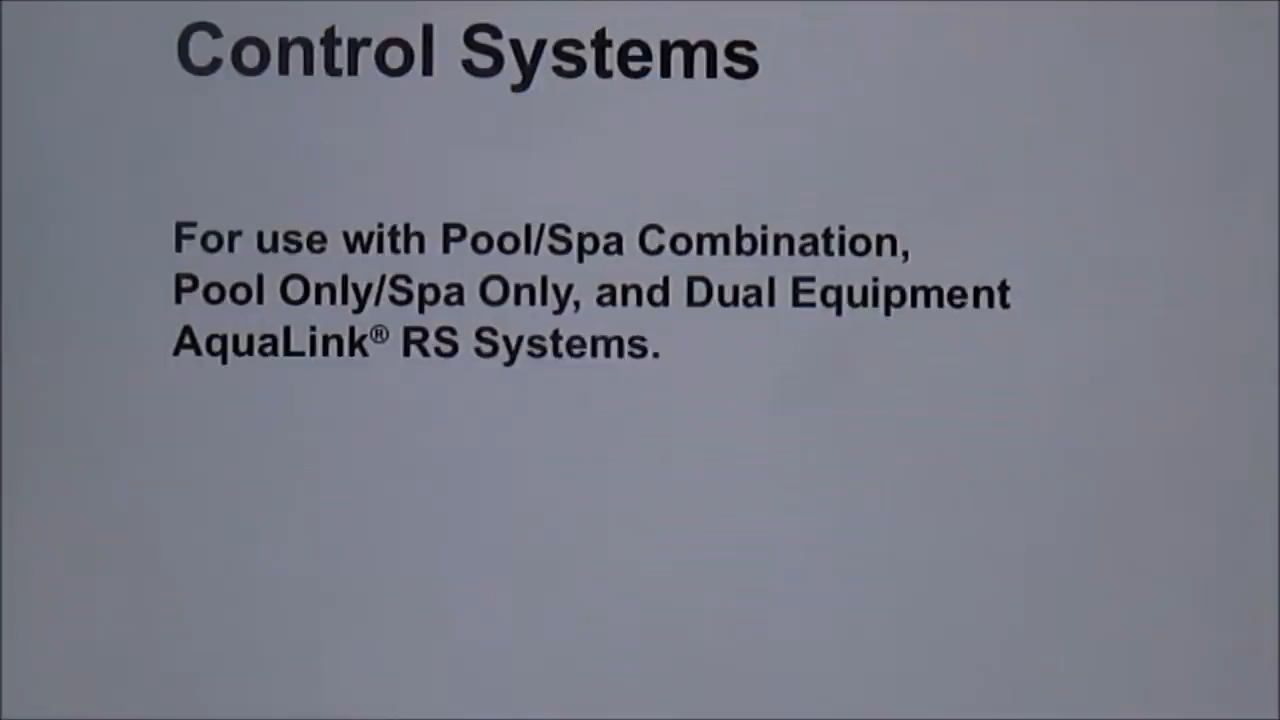 Control Systems
For use with Pool/Spa Combination,
Pool Only/Spa Only, and Dual Equipment
AquaLink® RS Systems.